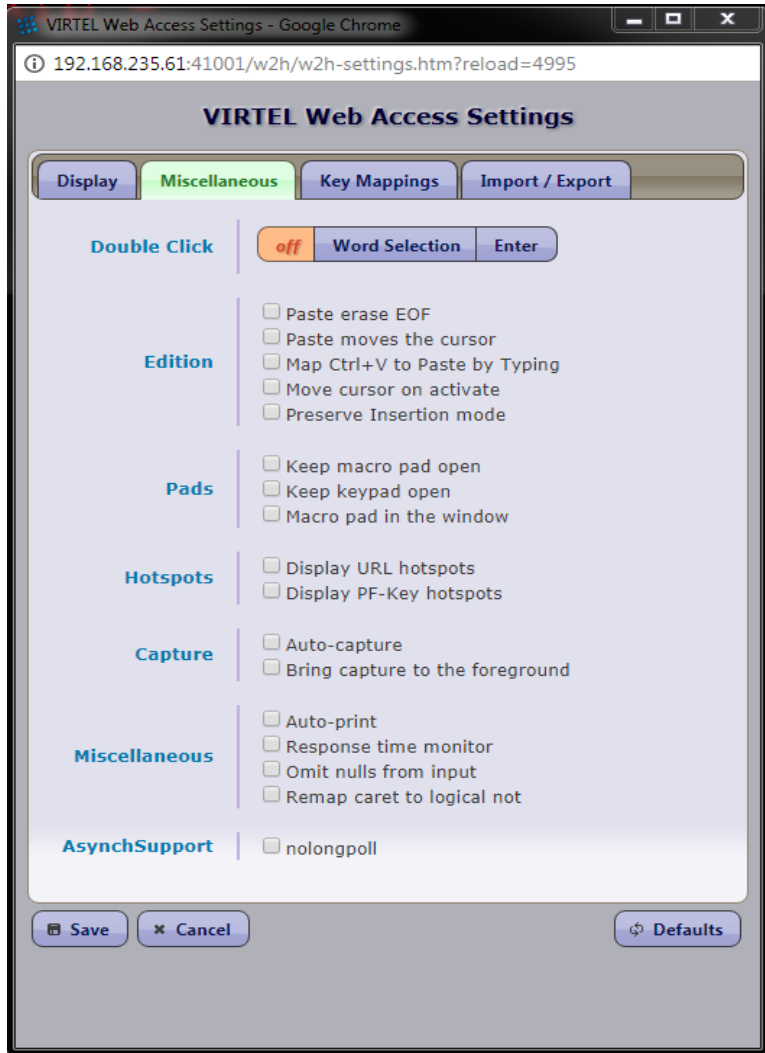 VIRTEL Web Access Settings - Google Chrome
192.168.235.61:41001/w2h/w2h-settings.htm?reload=4995
VIRTEL Web Access Settings
Display Miscellaneous Key Mappings Import / Export
Double Click off Word Selection Enter
Paste erase EOF
Paste moves the cursor
Edition Map Ctrl+V to Paste by Typing
Move cursor on activate
Preserve Insertion mode
Keep macro pad open
Pads Keep keypad open
Macro pad in the window
Display URL hotspots
Hotspots
Display PF-Key hotspots
Auto-capture
Capture
Bring capture to the foreground
Auto-print
Response time monitor
Miscellaneous
Omit nulls from input
Remap caret to logical not
AsynchSupport nolongpoll
Save Cancel Defaults